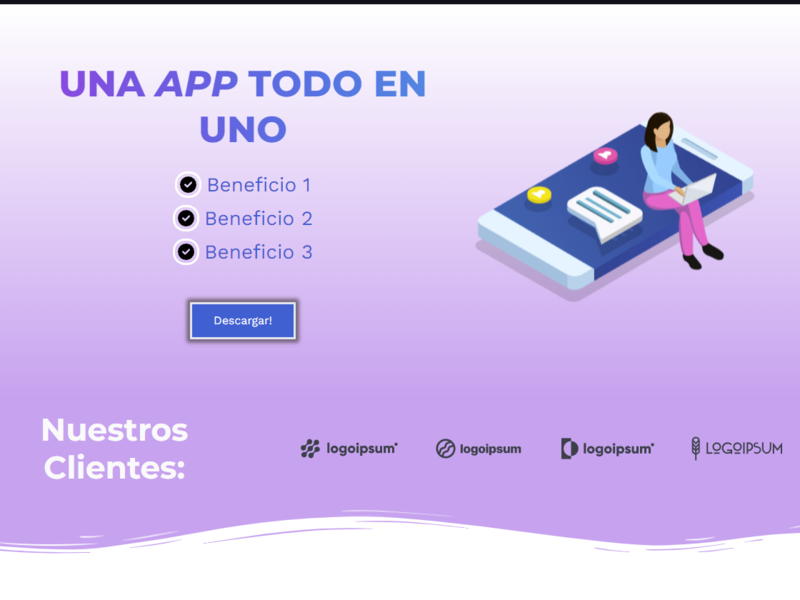 UNA APP TODO EN
UNO
Beneficio 1
Beneficio 2
Beneficio 3
Descargar!
Nuestros
Clientes:
logoipsum
logoipsum
logoipsum
LOGOIPSUM